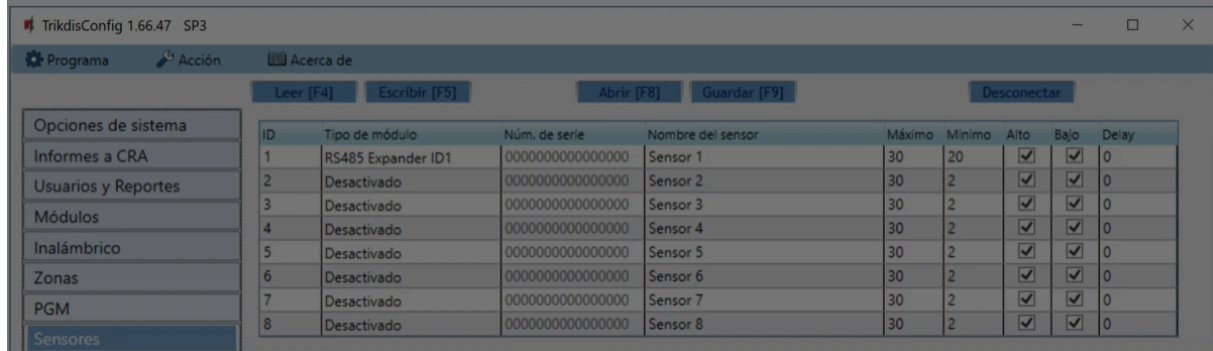 TrikdisConfig 1.66.47 SP3
Programa Acción Acerca de
Leer [F4] Escribir [F5] Abrir [F8] Guardar [F9] Desconectar
Opciones de sistema
Informes a CRA
Usuarios y Reportes
Módulos
Inalámbrico
Zonas
PGM
Sensores
ID Tipo de módulo Núm. de serie Nombre del sensor Máximo Minimo Alto Bajo Delay
1 RS485 Expander ID1 0000000000000000 Sensor 1 30 20 0
2 Desactivado 0000000000000000 Sensor 2 30 2 0
3 Desactivado 0000000000000000 Sensor 3 30 2 0
4 Desactivado 0000000000000000 Sensor 4 30 2 0
5 Desactivado 0000000000000000 Sensor 5 30 2 0
6 Desactivado 0000000000000000 Sensor 6 30 2 0
7 Desactivado 0000000000000000 Sensor 7 30 2 0
8 Desactivado 0000000000000000 Sensor 8 30 2 0